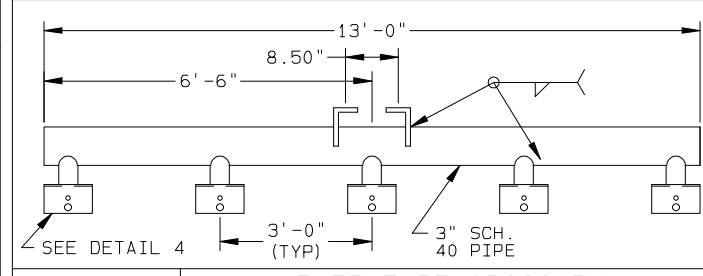 13'-0"
8.50"
6'-6"
3'-0"
(TYP)
3" SCH.
40 PIPE
SEE DETAIL 4